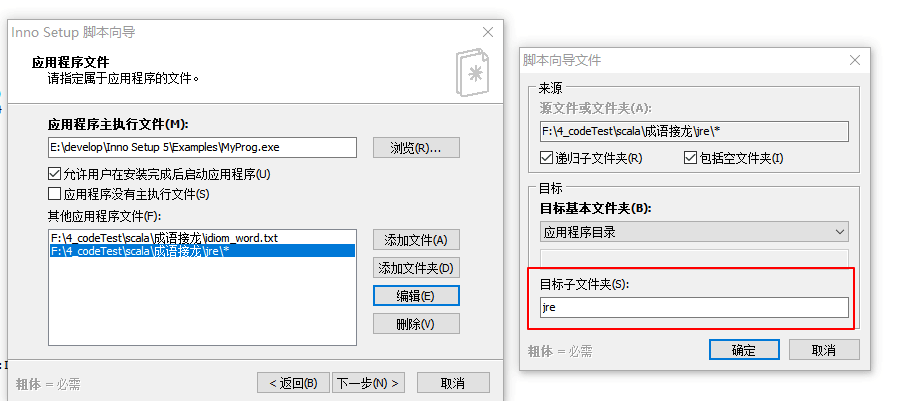 Inno Setup 脚本向导
应用程序文件
请指定属于应用程序的文件。
应用程序主执行文件(M):
E:\develop\Inno Setup 5\Examples\MyProg.exe
浏览(R)...
允许用户在安装完成后启动应用程序(U)
应用程序没有主执行文件(S)
其他应用程序文件(F):
F:\4_codeTest\scala\成语接龙\idiom_word.txt
F:\4_codeTest\scala\成语接龙\jre\*
添加文件(A)
添加文件夹(D)
编辑(E)
删除(V)
粗体 = 必需
< 返回(B)
下一步(N) >
取消
脚本向导文件
来源
源文件或文件夹(A):
F:\4_codeTest\scala\成语接龙\jre\*
递归子文件夹(R)
包括空文件夹(I)
目标
目标基本文件夹(B):
应用程序目录
目标子文件夹(S):
jre
粗体 = 必需
确定
取消